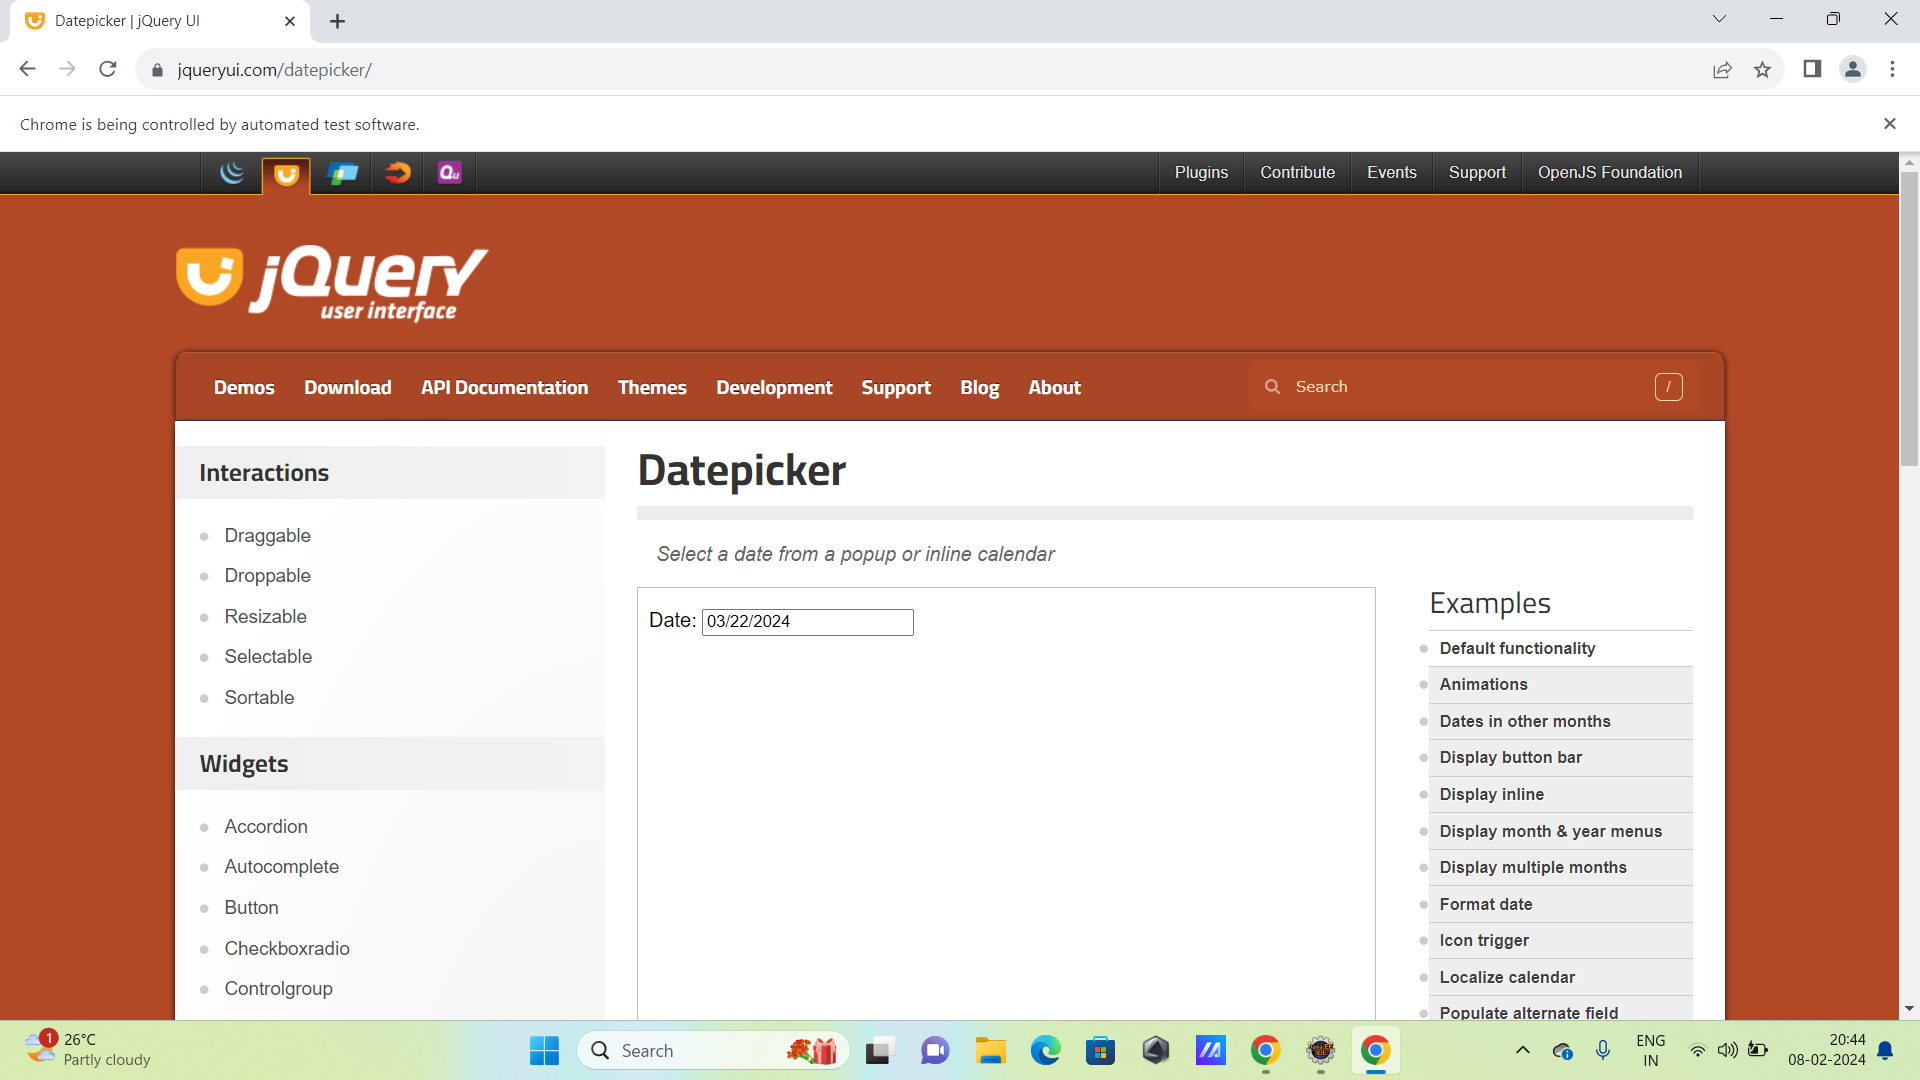 Datepicker | jQuery UI
jqueryui.com/datepicker/
Chrome is being controlled by automated test software.
Qu
Plugins
Contribute
Events
Support
OpenJS Foundation
jQuery
user interface
Demos
Download
API Documentation
Themes
Development
Support
Blog
About
Search
/
Interactions
Draggable
Droppable
Resizable
Selectable
Sortable
Widgets
Accordion
Autocomplete
Button
Checkboxradio
Controlgroup
Datepicker
Select a date from a popup or inline calendar
Date: 03/22/2024
Examples
Default functionality
Animations
Dates in other months
Display button bar
Display inline
Display month & year menus
Display multiple months
Format date
Icon trigger
Localize calendar
Populate alternate field
1
26°C
Partly cloudy
Search
ENG
IN
20:44
08-02-2024